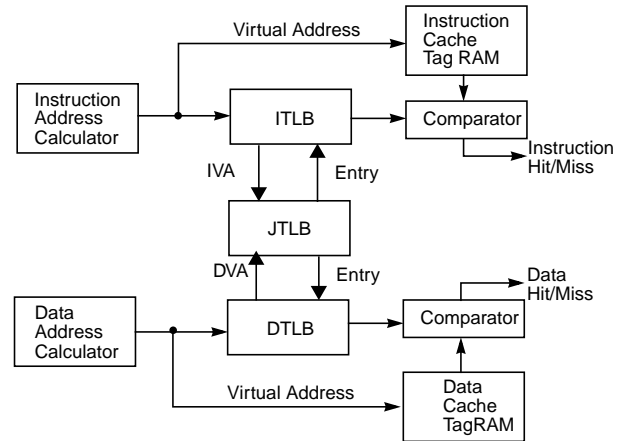 Virtual Address
Instruction
Cache
Tag RAM
Instruction
Address
Calculator
ITLB
Comparator
Instruction
Hit/Miss
IVA
Entry
JTLB
DVA
Entry
Data
Hit/Miss
Data
Address
Calculator
DTLB
Comparator
Virtual Address
Data
Cache
TagRAM